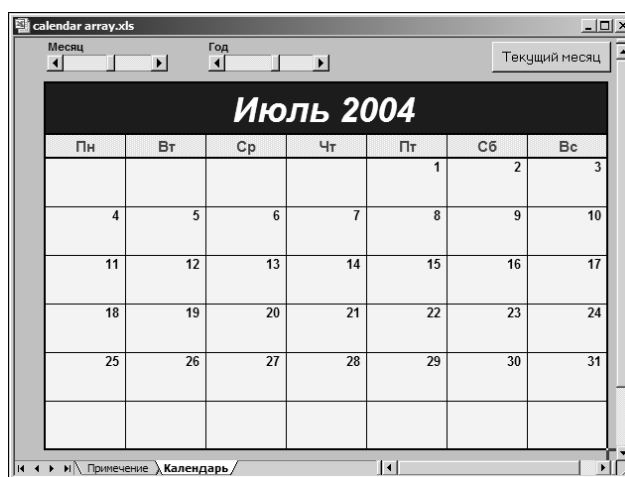 calendar array.xls
Месяц Год Текущий месяц
Июль 2004
Пн Вт Ср Чт Пт Сб Вс
1 2 3
4 5 6 7 8 9 10
11 12 13 14 15 16 17
18 19 20 21 22 23 24
25 26 27 28 29 30 31
Примечение Календарь